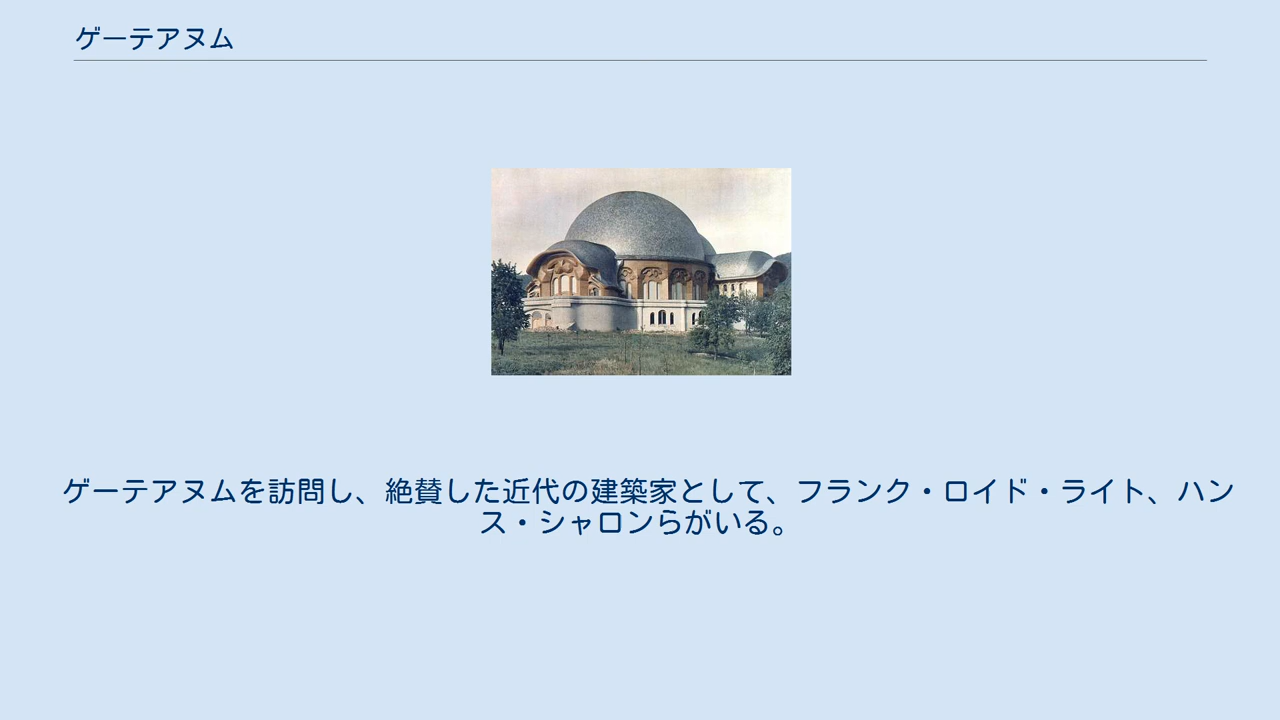 ゲーテアヌム
ゲーテアヌムを訪問し、絶賛した近代の建築家として、フランク・ロイド・ライト、ハン
ス・シャロンらがいる。